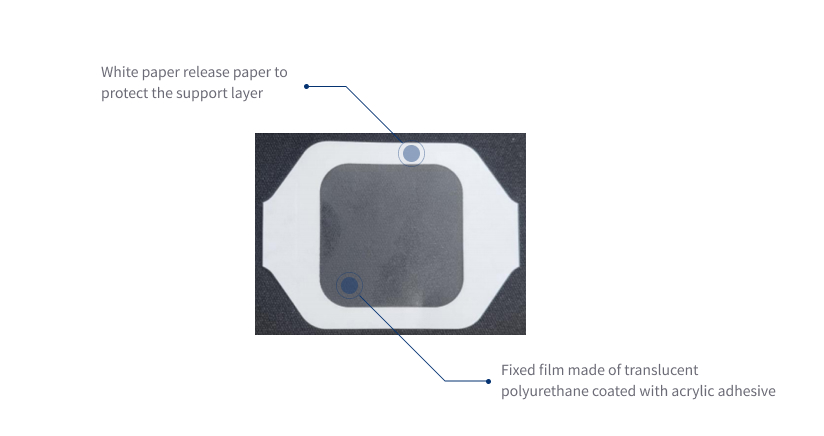 White paper release paper to
protect the support layer
Fixed film made of translucent
polyurethane coated with acrylic adhesive